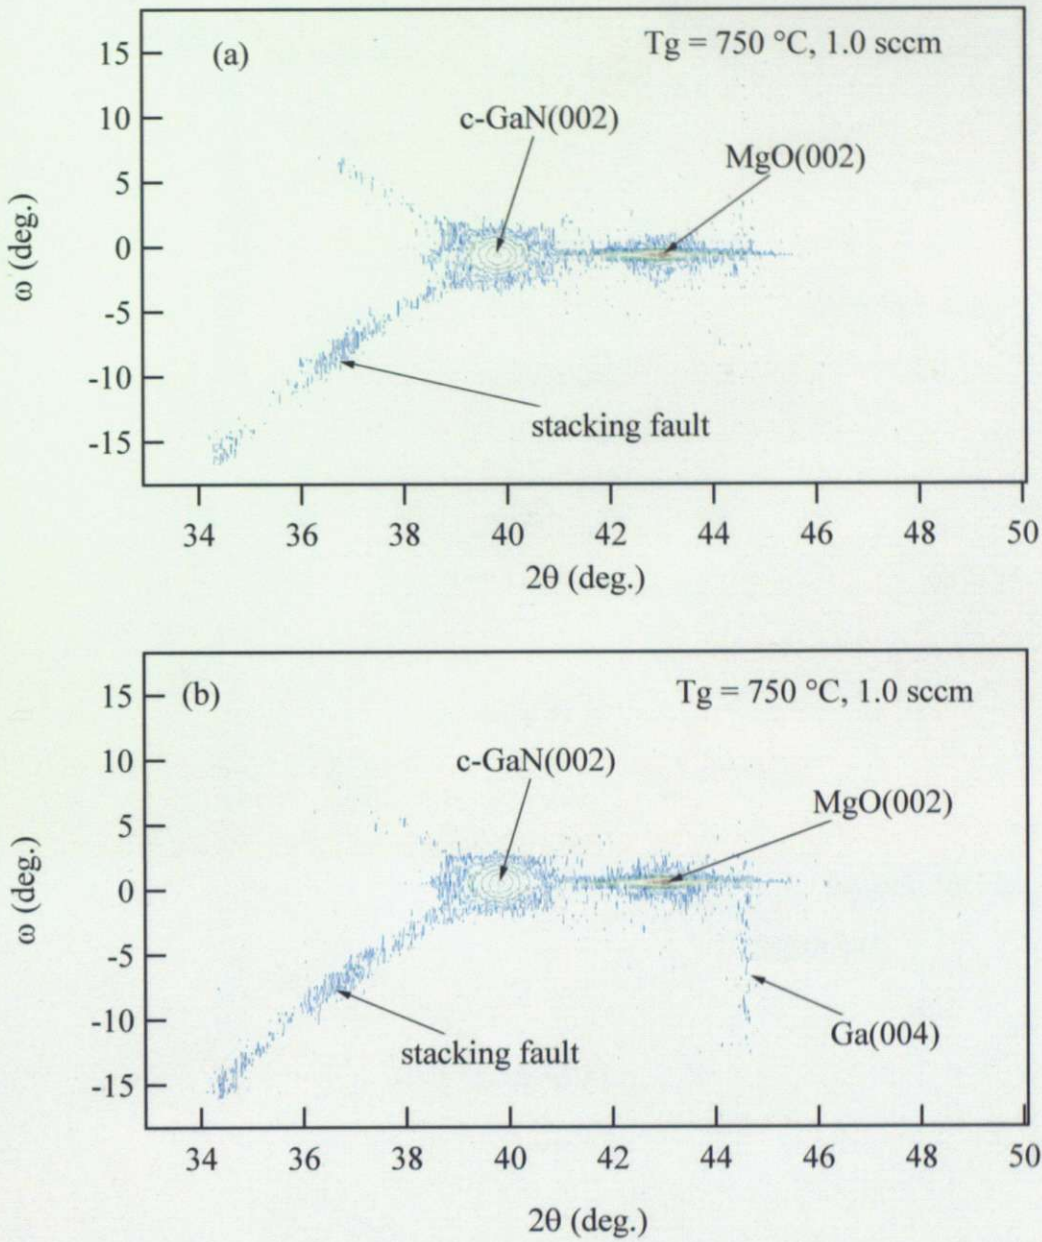 (a)
Tg = 750 °C, 1.0 sccm
c-GaN(002)
MgO(002)
stacking fault
15
10
5
0
-5
-10
-15
ω (deg.)
34 36 38 40 42 44 46 48 50
2θ (deg.)
(b)
Tg = 750 °C, 1.0 sccm
c-GaN(002)
MgO(002)
Ga(004)
stacking fault
15
10
5
0
-5
-10
-15
ω (deg.)
34 36 38 40 42 44 46 48 50
2θ (deg.)